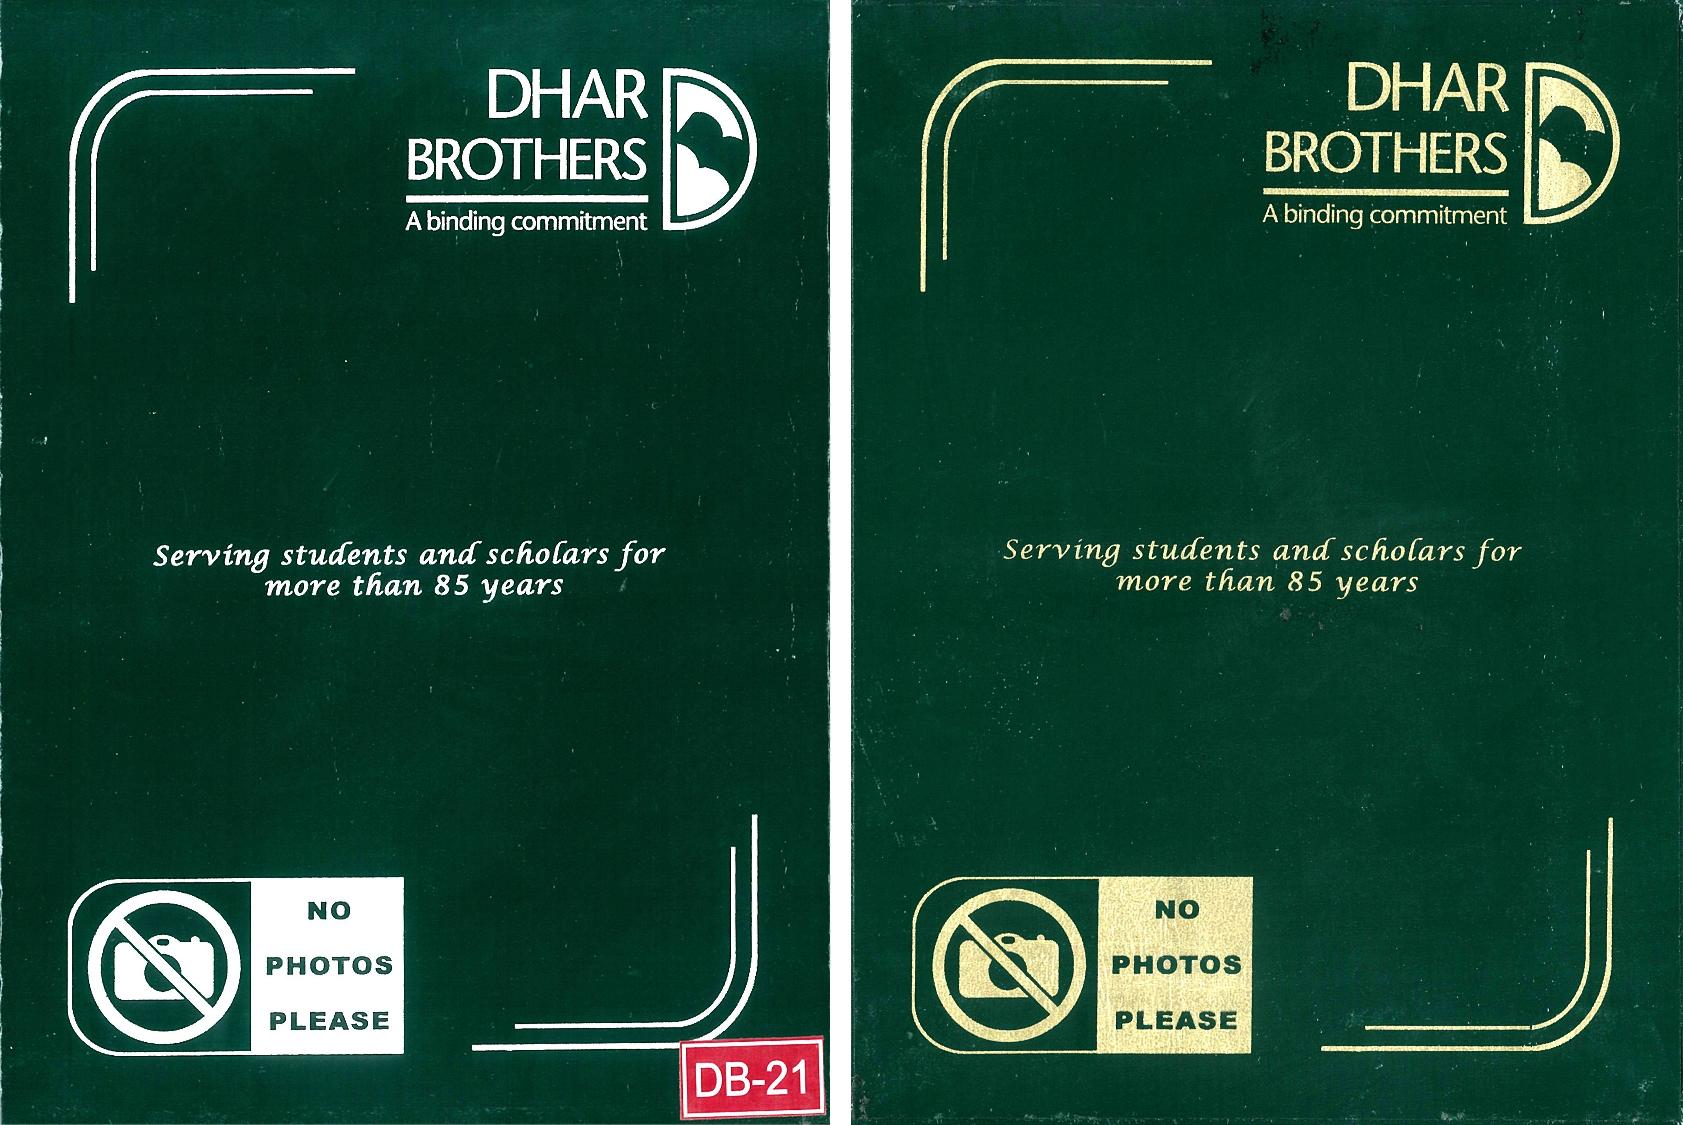 DHAR
BROTHERS
A binding commitment
Serving students and scholars for
more than 85 years
NO
PHOTOS
PLEASE
DB-21
DHAR
BROTHERS
A binding commitment
Serving students and scholars for
more than 85 years
NO
PHOTOS
PLEASE